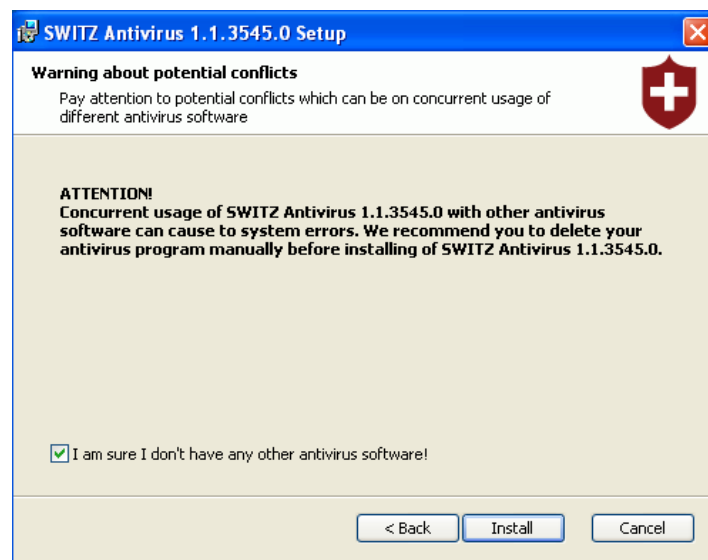 SWITZ Antivirus 1.1.3545.0 Setup
Warning about potential conflicts
Pay attention to potential conflicts which can be on concurrent usage of
different antivirus software
ATTENTION!
Concurrent usage of SWITZ Antivirus 1.1.3545.0 with other antivirus
software can cause to system errors. We recommend you to delete your
antivirus program manually before installing of SWITZ Antivirus 1.1.3545.0.
I am sure I don't have any other antivirus software!
< Back Install Cancel